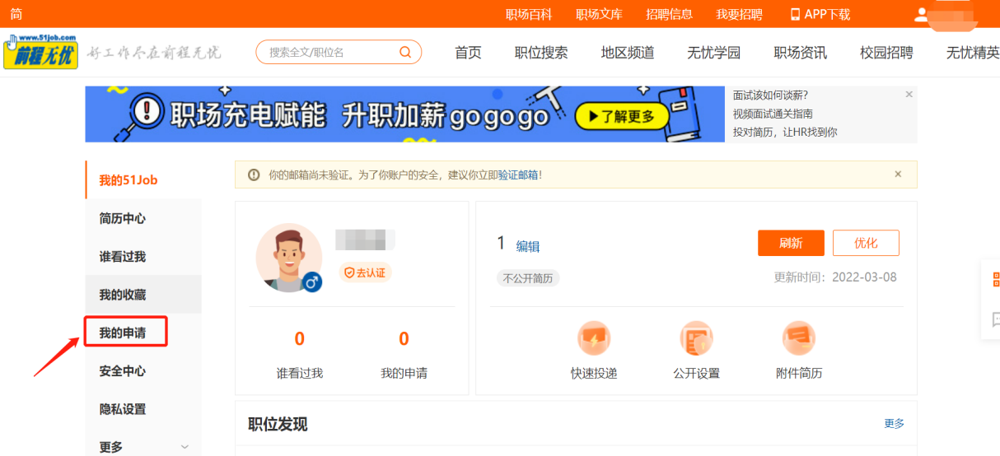 简 职场百科 职场文库 招聘信息 我要招聘 APP下载
www.51job.com
前程无忧 好工作尽在前程无忧
搜索全文/职位名 首页 职位搜索 地区频道 无忧学园 职场资讯 校园招聘 无忧精英
职场充电赋能 升职加薪gogogo ▶了解更多
面试该如何谈薪?
视频面试通关指南
投对简历，让HR找到你
我的51Job
简历中心
谁看过我
我的收藏
我的申请
安全中心
隐私设置
更多
你的邮箱尚未验证。为了你账户的安全，建议你立即验证邮箱!
去认证
0 0
谁看过我 我的申请
1 编辑 刷新 优化
不公开简历 更新时间：2022-03-08
快速投递 公开设置 附件简历
职位发现 更多